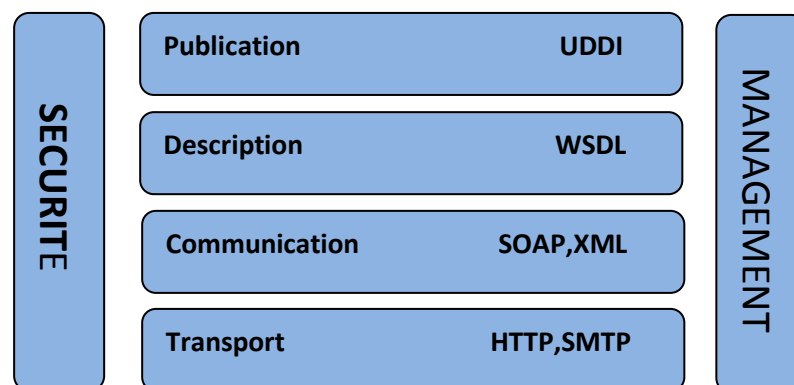 SECURITE
Publication UDDI
Description WSDL
Communication SOAP,XML
Transport HTTP,SMTP
MANAGEMENT